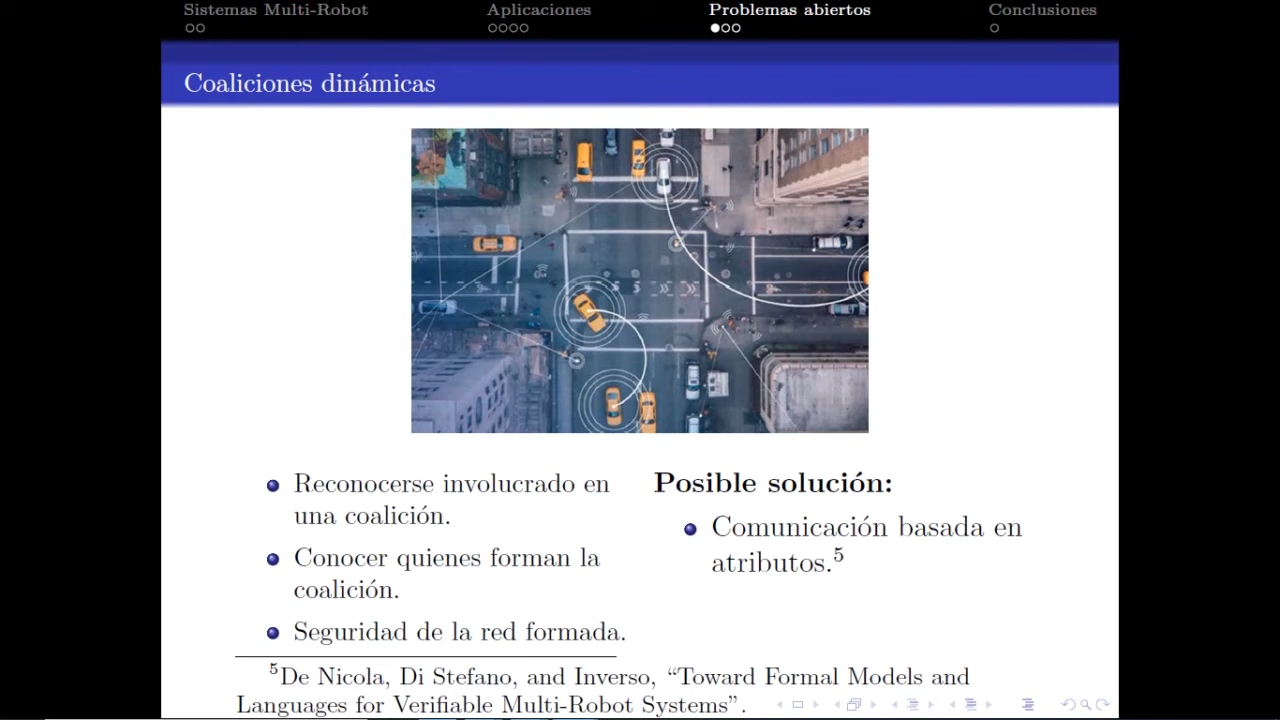 Sistemas Multi-Robot Aplicaciones Problemas abiertos Conclusiones
Coaliciones dinámicas
Reconocerse involucrado en
una coalición.
Conocer quienes forman la
coalición.
Seguridad de la red formada.
Posible solución:
Comunicación basada en
atributos.⁵
⁵De Nicola, Di Stefano, and Inverso, “Toward Formal Models and
Languages for Verifiable Multi-Robot Systems”.